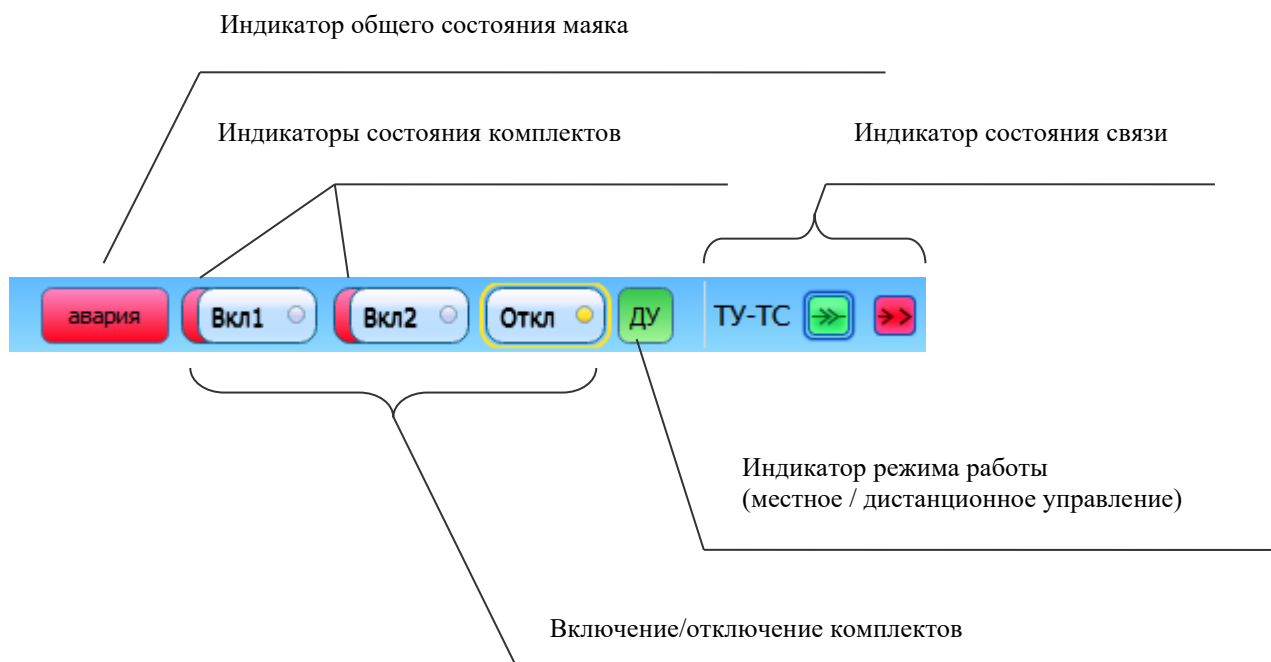 Индикатор общего состояния маяка
Индикаторы состояния комплектов
Индикатор состояния связи
авария
Вкл1
Вкл2
Откл
ДУ
ТУ-ТС
Индикатор режима работы
(местное / дистанционное управление)
Включение/отключение комплектов